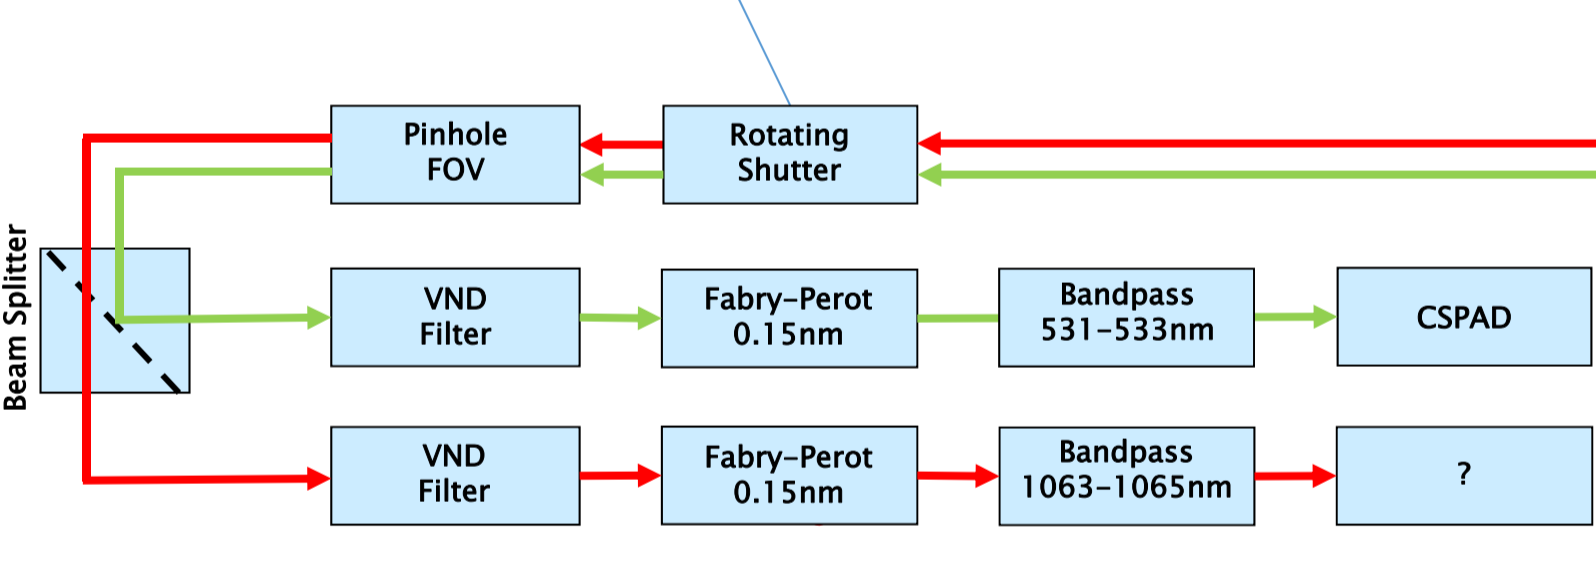 Pinhole
FOV
Rotating
Shutter
Beam Splitter
VND
Filter
Fabry-Perot
0.15nm
Bandpass
531-533nm
CSPAD
VND
Filter
Fabry-Perot
0.15nm
Bandpass
1063-1065nm
?